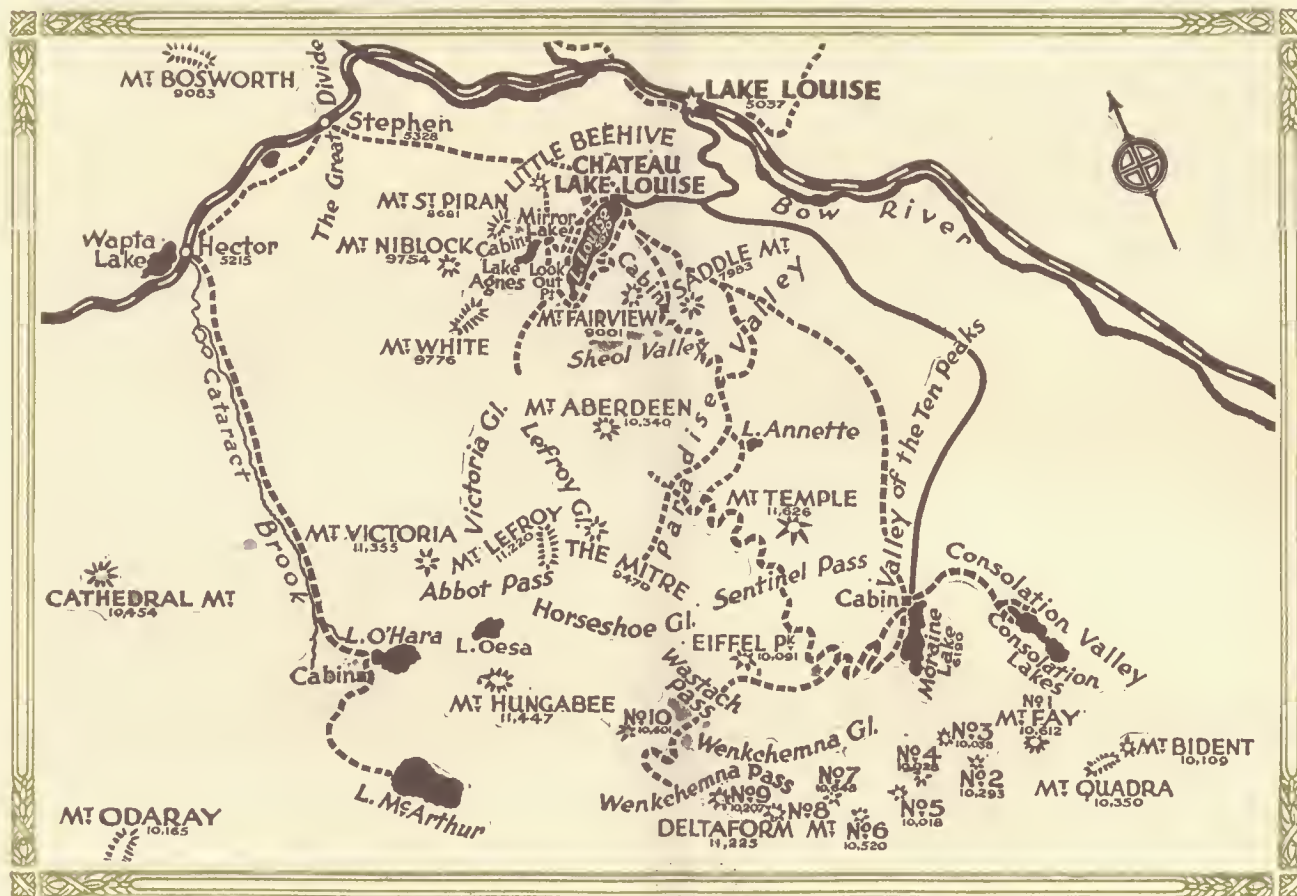 MT BOSWORTH
9083
The Great Divide
Stephen
5328
LAKE LOUISE
5037
LITTLE BEEHIVE
CHATEAU
LAKE LOUISE
MT ST PIRAN
8681
Mirror
Lake
Cabin
L. Louise
5670
Bow River
Wapta
Lake
Hector
5215
MT NIBLOCK
9754
Lake
Agnes
Look
Out
Pt
Cabin
SADDLE MT
7983
MT FAIRVIEW
9001
MT WHITE
9776
Sheol Valley
Paradise Valley
Valley of the Ten Peaks
Cataract Brook
MT ABERDEEN
10,340
Victoria Gl.
Lefroy Gl.
L. Annette
MT TEMPLE
11,626
MT VICTORIA
11,355
MT LEFROY
11,220
THE MITRE
9470
Abbot Pass
Sentinel Pass
CATHEDRAL MT
10,454
Horseshoe Gl.
Cabin
Consolation Valley
Consolation
Lakes
Moraine
Lake
6190
L. O'Hara
L. Oesa
Cabin
EIFFEL PK
10,091
Wastach
Pass
MT HUNGABEE
11,447
No 10
10,401
Wenkchemna Gl.
Wenkchemna Pass
No 1
MT FAY
10,612
No 3
10,038
No 4
10,028
No 2
10,293
MT BIDENT
10,109
MT QUADRA
10,350
No 7
10,648
No 9
10,207
No 8
DELTAFORM MT
11,225
No 5
10,018
No 6
10,520
L. McArthur
MT ODARAY
10,165